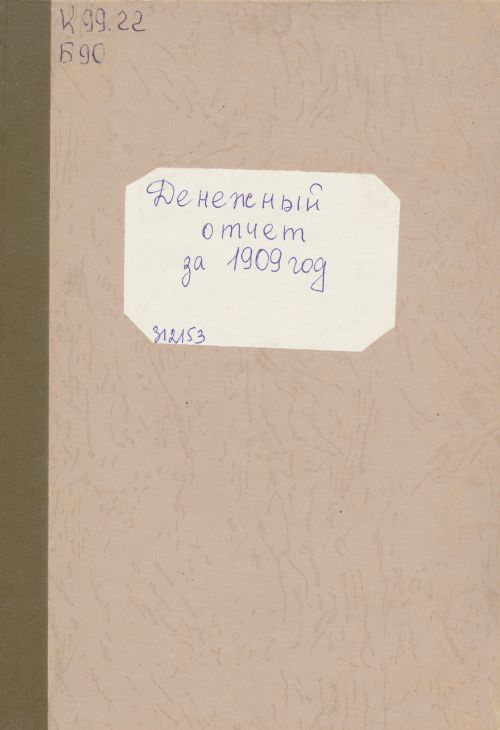 К 99.22
Б 90
Денежный
отчет
за 1909 год
312153